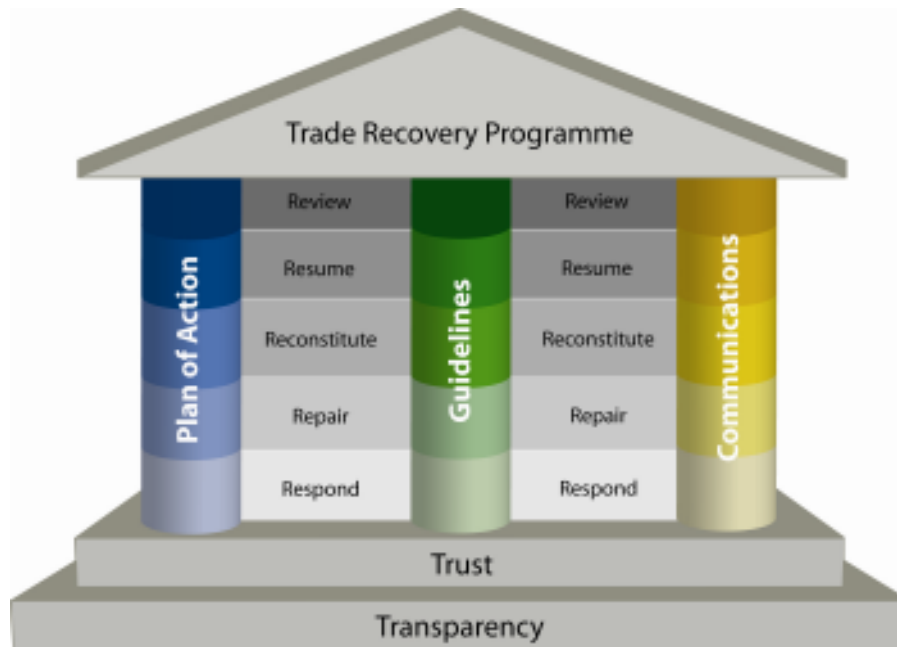 Trade Recovery Programme
Review
Review
Resume
Resume
Reconstitute
Reconstitute
Repair
Repair
Respond
Respond
Plan of Action
Guidelines
Communications
Trust
Transparency